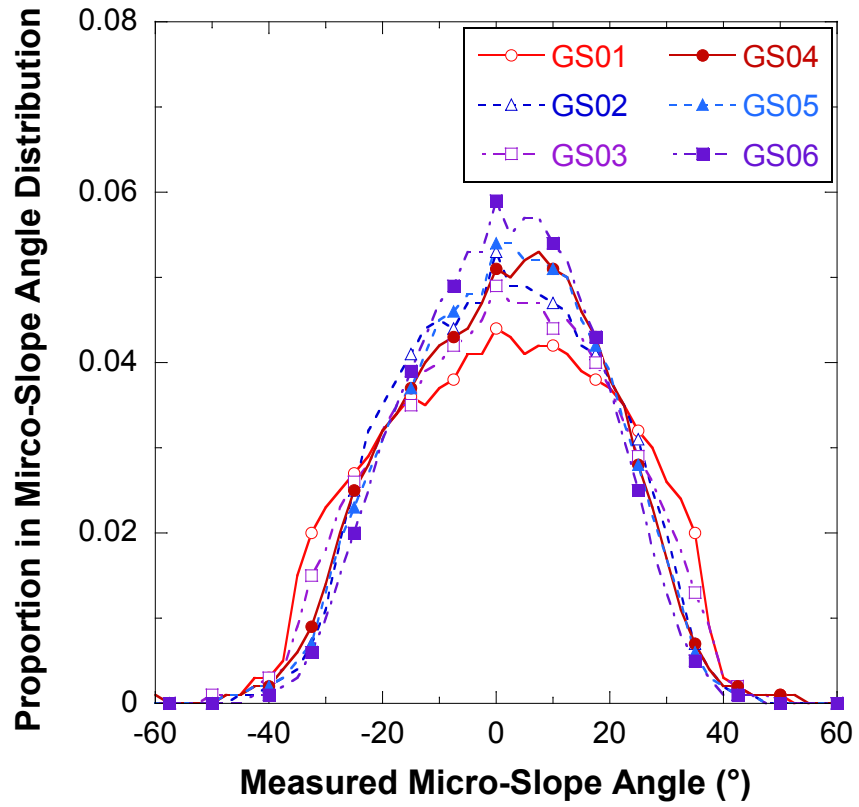 Proportion in Mirco-Slope Angle Distribution
0.08
0.06
0.04
0.02
0
GS01 GS04
GS02 GS05
GS03 GS06
-60 -40 -20 0 20 40 60
Measured Micro-Slope Angle (°)